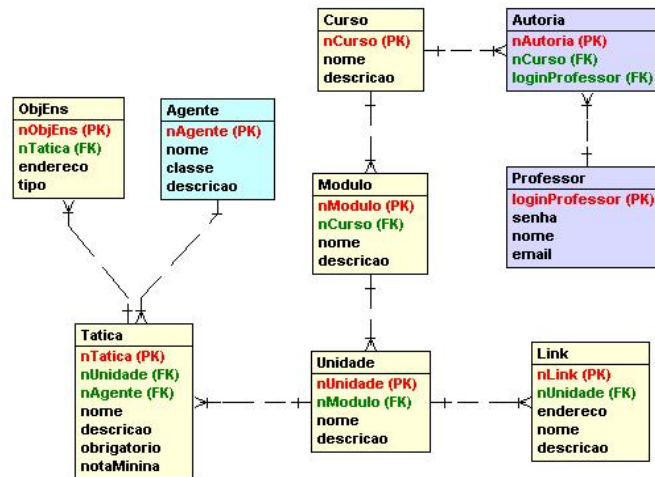 Curso
nCurso (PK)
nome
descricao
Autoria
nAutoria (PK)
nCurso (FK)
loginProfessor (FK)
ObjEns
nObjEns (PK)
nTatica (FK)
endereco
tipo
Agente
nAgente (PK)
nome
classe
descricao
Modulo
nModulo (PK)
nCurso (FK)
nome
descricao
Professor
loginProfessor (PK)
senha
nome
email
Tatica
nTatica (PK)
nUnidade (FK)
nAgente (FK)
nome
descricao
obrigatorio
notaMinina
Unidade
nUnidade (PK)
nModulo (FK)
nome
descricao
Link
nLink (PK)
nUnidade (FK)
endereco
nome
descricao